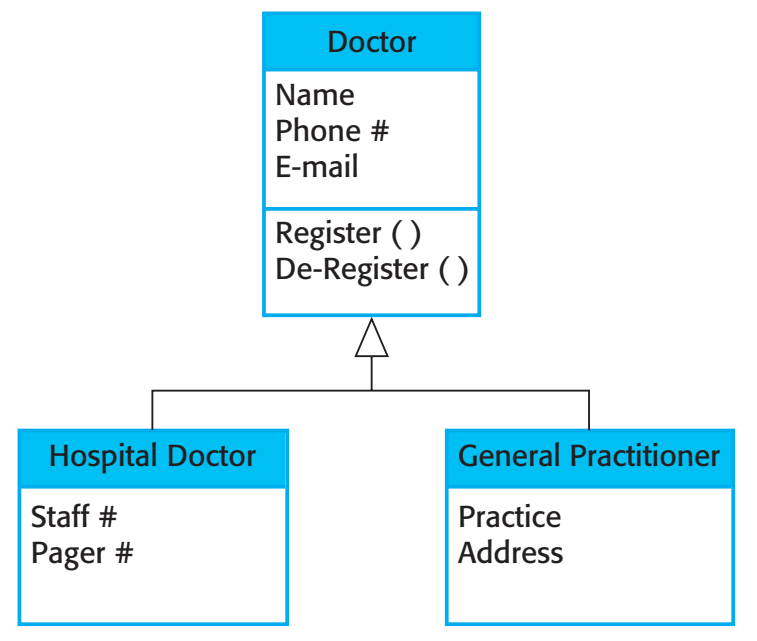 Doctor
Name
Phone #
E-mail
Register ( )
De-Register ( )
Hospital Doctor
Staff #
Pager #
General Practitioner
Practice
Address